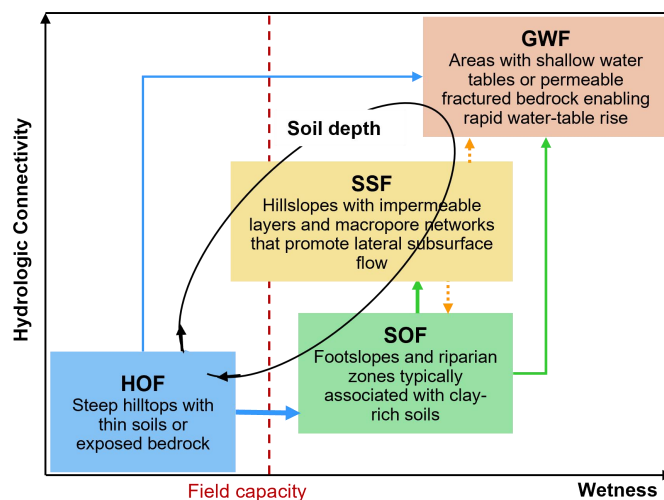 GWF
Areas with shallow water
tables or permeable
fractured bedrock enabling
rapid water-table rise
Soil depth
SSF
Hillslopes with impermeable
layers and macropore networks
that promote lateral subsurface
flow
SOF
Footslopes and riparian
zones typically
associated with clay-
rich soils
HOF
Steep hilltops with
thin soils or
exposed bedrock
Hydrologic Connectivity
Field capacity
Wetness